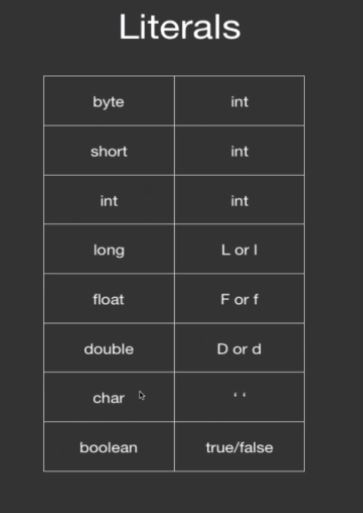 Literals
byte int
short int
int int
long L or l
float F or f
double D or d
char ‘ ‘
boolean true/false